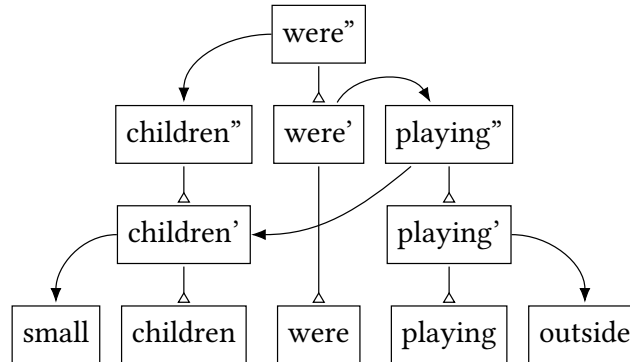 were”
children” were’ playing”
children’ playing’
small children were playing outside